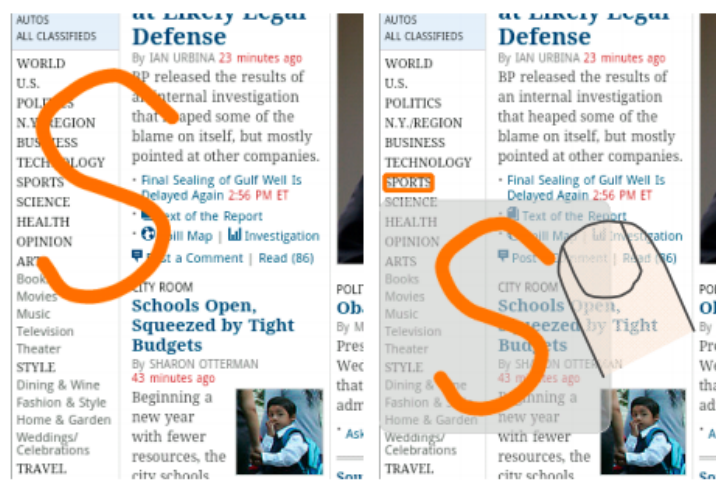 AUTOS
ALL CLASSIFIEDS
WORLD
U.S.
POLITICS
N.Y./REGION
BUSINESS
TECHNOLOGY
SPORTS
SCIENCE
HEALTH
OPINION
ARTS
Books
Movies
Music
Television
Theater
STYLE
Dining & Wine
Fashion & Style
Home & Garden
Weddings/
Celebrations
TRAVEL
at Likely Legal
Defense
By IAN URBINA 23 minutes ago
BP released the results of
an internal investigation
that heaped some of the
blame on itself, but mostly
pointed at other companies.
· Final Sealing of Gulf Well Is
Delayed Again 2:56 PM ET
· Text of the Report
· Spill Map | Investigation
Post a Comment | Read (86)
CITY ROOM
Schools Open,
Squeezed by Tight
Budgets
By SHARON OTTERMAN
43 minutes ago
Beginning a
new year
with fewer
resources, the
city schools
S
AUTOS
ALL CLASSIFIEDS
WORLD
U.S.
POLITICS
N.Y./REGION
BUSINESS
TECHNOLOGY
SPORTS
SCIENCE
HEALTH
OPINION
ARTS
Books
Movies
Music
Television
Theater
STYLE
Dining & Wine
Fashion & Style
Home & Garden
Weddings/
Celebrations
TRAVEL
at Likely Legal
Defense
By IAN URBINA 23 minutes ago
BP released the results of
an internal investigation
that heaped some of the
blame on itself, but mostly
pointed at other companies.
· Final Sealing of Gulf Well Is
Delayed Again 2:56 PM ET
· Text of the Report
· Spill Map | Investigation
Post a Comment | Read (86)
CITY ROOM
Schools Open,
Squeezed by Tight
Budgets
By SHARON OTTERMAN
43 minutes ago
Beginning a
new year
with fewer
resources, the
city schools
S